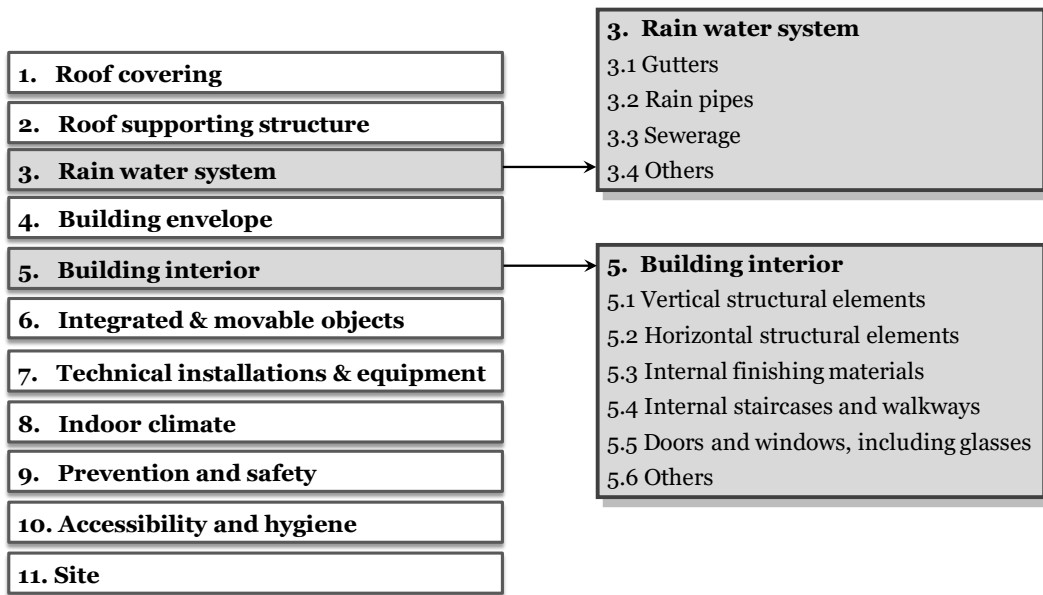 1. Roof covering
2. Roof supporting structure
3. Rain water system
4. Building envelope
5. Building interior
6. Integrated & movable objects
7. Technical installations & equipment
8. Indoor climate
9. Prevention and safety
10. Accessibility and hygiene
11. Site
3. Rain water system
3.1 Gutters
3.2 Rain pipes
3.3 Sewerage
3.4 Others
5. Building interior
5.1 Vertical structural elements
5.2 Horizontal structural elements
5.3 Internal finishing materials
5.4 Internal staircases and walkways
5.5 Doors and windows, including glasses
5.6 Others